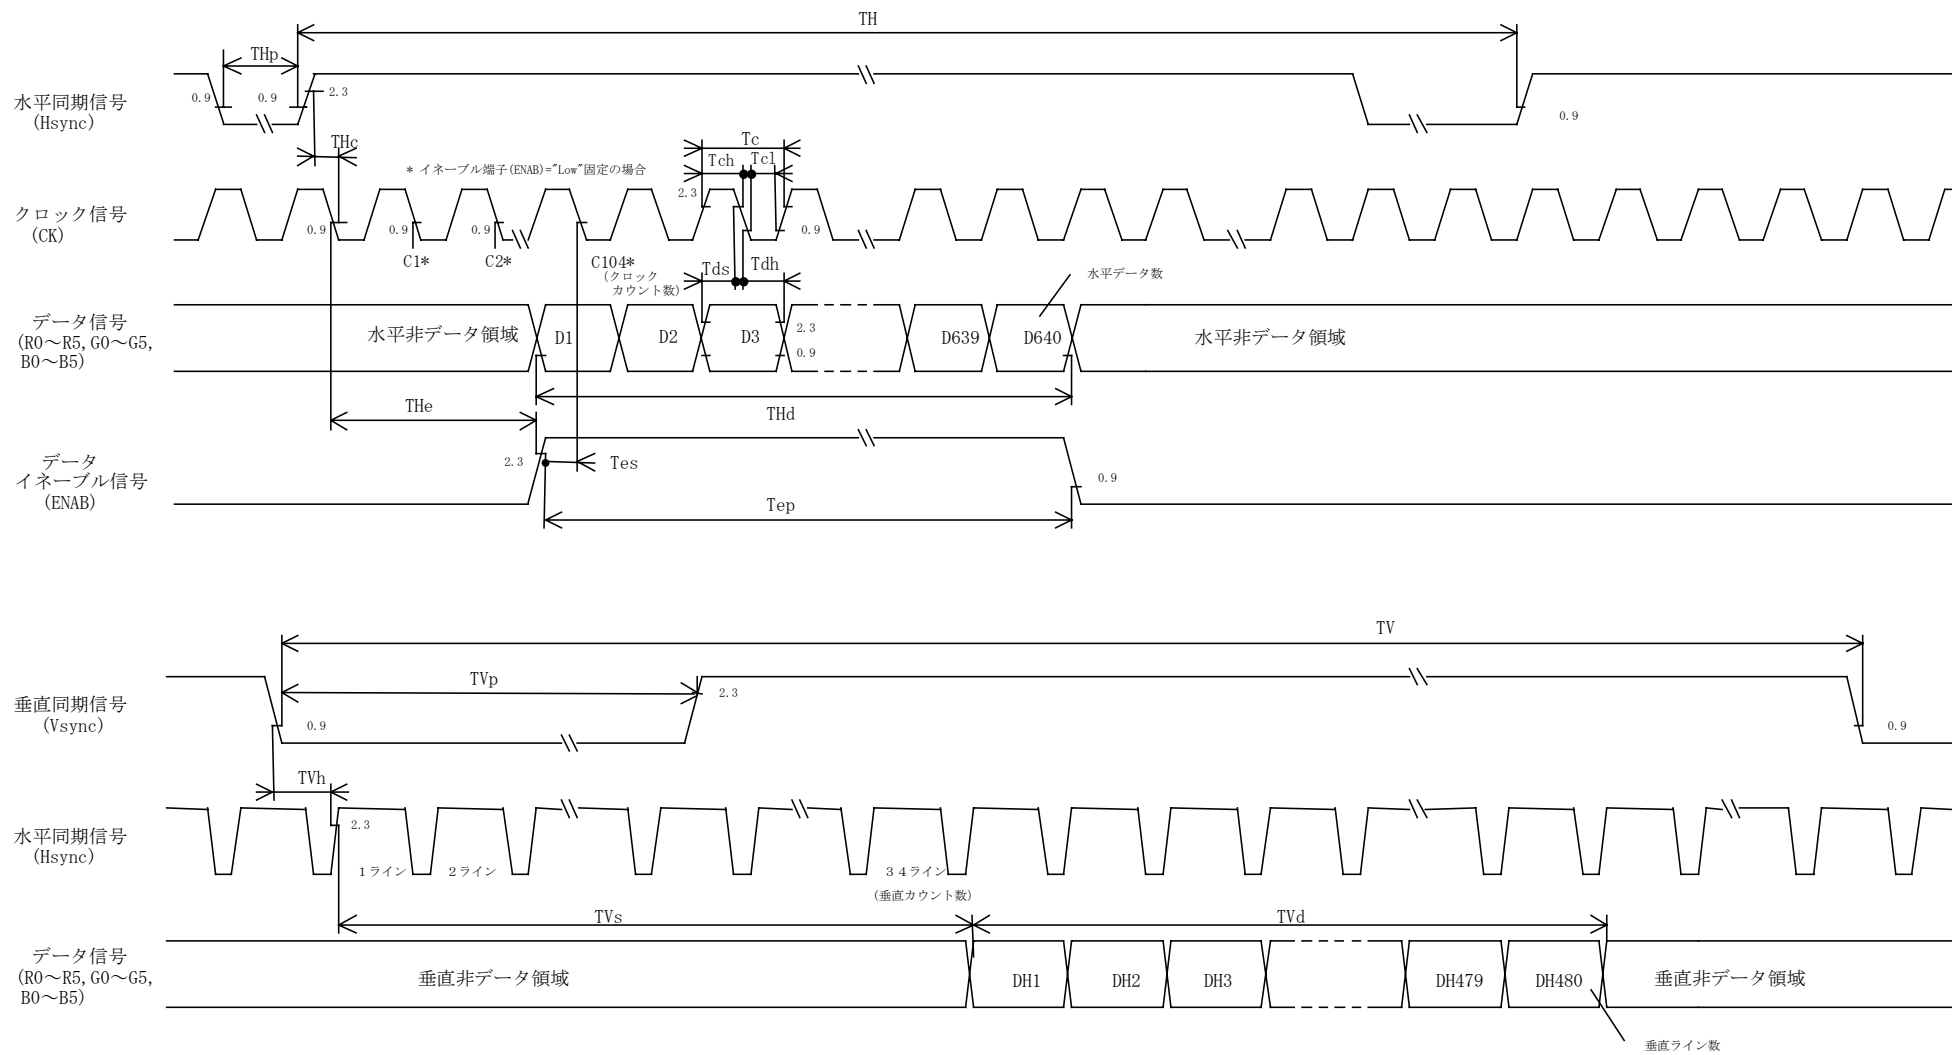 TH
THp
水平同期信号
(Hsync)
0.9
0.9
2.3
0.9
THc
Tc
Tch
Tcl
* イネーブル端子(ENAB)="Low"固定の場合
2.3
クロック信号
(CK)
0.9
0.9
0.9
0.9
C1*
C2*
C104*
(クロック
カウント数)
Tds
Tdh
水平データ数
データ信号
(R0～R5,G0～G5,
B0～B5)
水平非データ領域
D1
D2
D3
2.3
0.9
D639
D640
水平非データ領域
THe
THd
データ
イネーブル信号
(ENAB)
2.3
Tes
0.9
Tep
TV
TVp
垂直同期信号
(Vsync)
0.9
2.3
0.9
TVh
水平同期信号
(Hsync)
2.3
1ライン
2ライン
34ライン
(垂直カウント数)
TVs
TVd
データ信号
(R0～R5,G0～G5,
B0～B5)
垂直非データ領域
DH1
DH2
DH3
DH479
DH480
垂直非データ領域
垂直ライン数